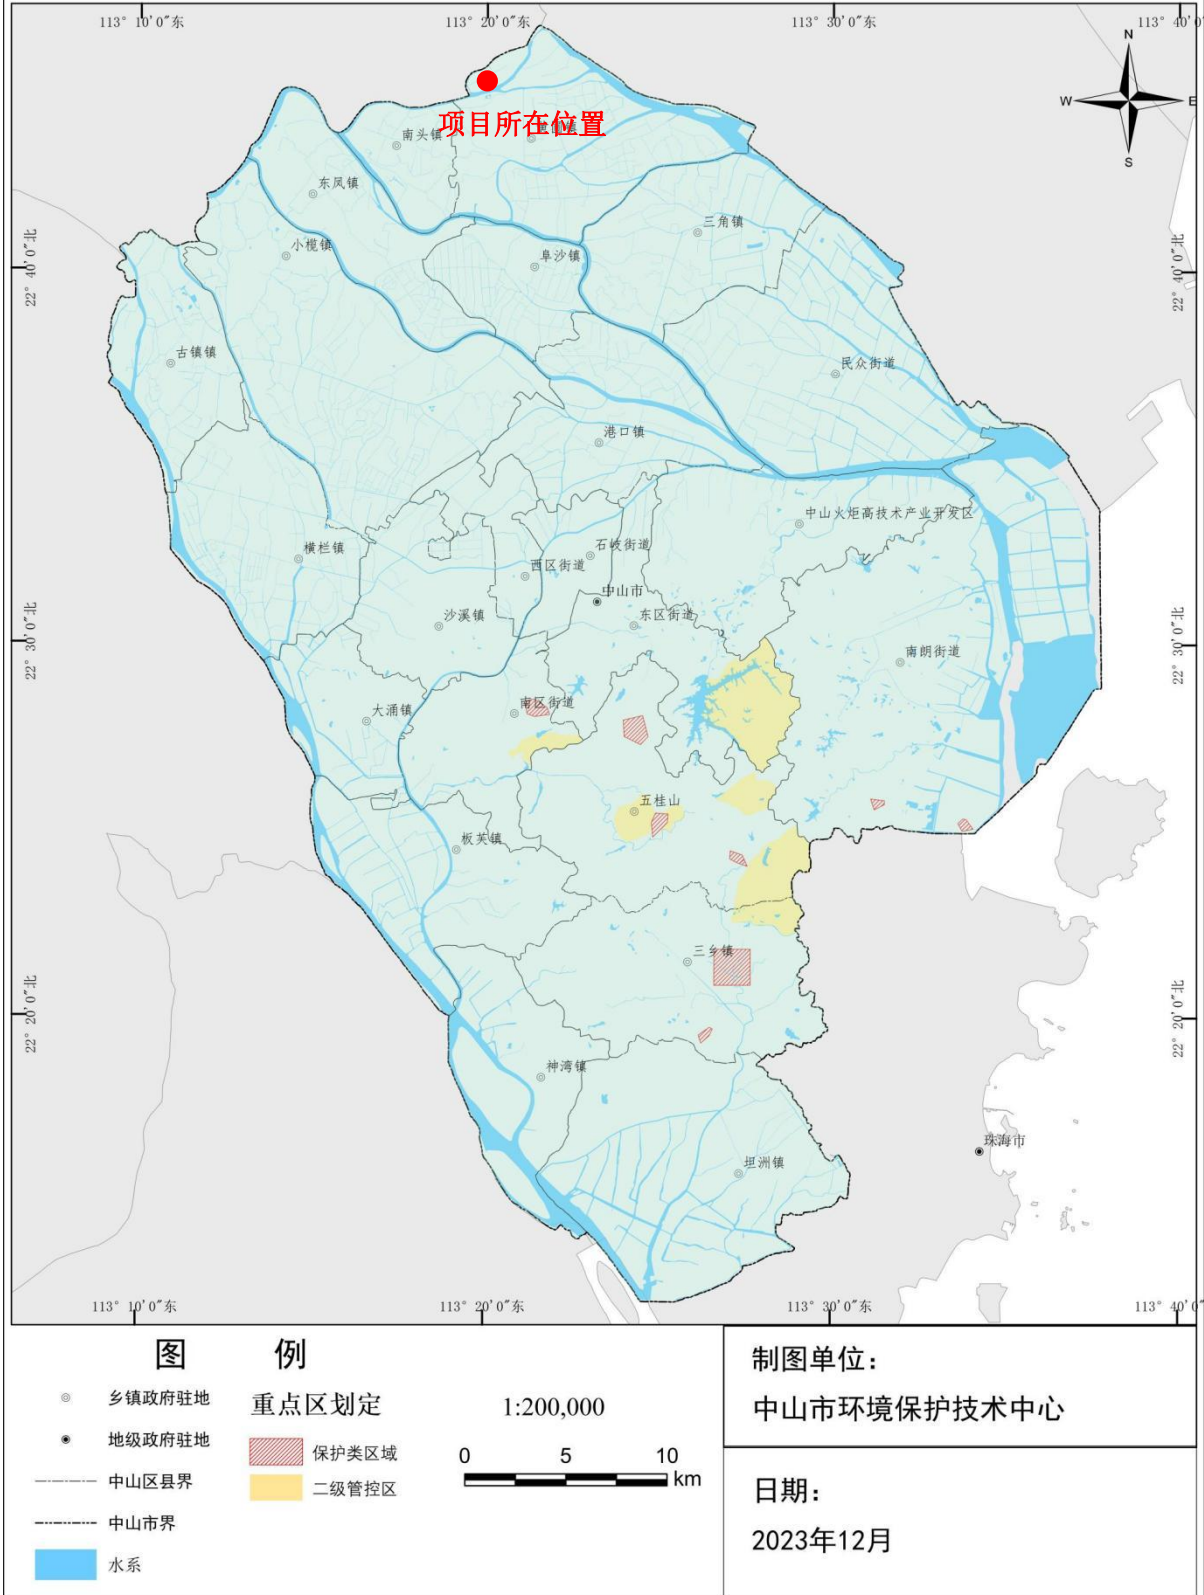 113° 10′0″东
113° 20′0″东
113° 30′0″东
113° 40′0″
N
W
E
S
项目所在位置
南头镇
东凤镇
三角镇
小榄镇
阜沙镇
22° 40′0″北
22° 40′0″北
古镇镇
民众街道
港口镇
中山火炬高技术产业开发区
横栏镇
石岐街道
西区街道
中山市
沙溪镇
东区街道
22° 30′0″北
22° 30′0″北
南朗街道
大涌镇
南区街道
五桂山
板芙镇
三乡镇
22° 20′0″北
22° 20′0″北
神湾镇
珠海市
坦洲镇
113° 10′0″东
113° 20′0″东
113° 30′0″东
113° 40′0″
图 例
乡镇政府驻地
地级政府驻地
中山区县界
中山市界
水系
重点区划定
保护类区域
二级管控区
1:200,000
0 5 10
km
制图单位：
中山市环境保护技术中心
日期：
2023年12月